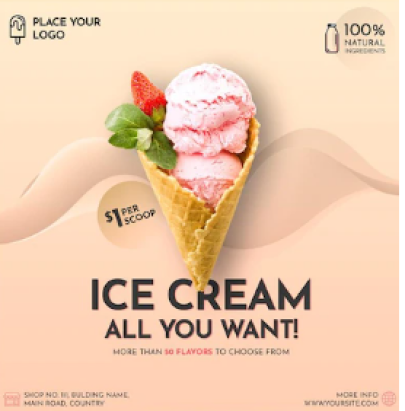 PLACE YOUR
LOGO
100%
NATURAL
INGREDIENTS
$1 PER
SCOOP
ICE CREAM
ALL YOU WANT!
MORE THAN 50 FLAVORS TO CHOOSE FROM
SHOP NO. 111, BULDING NAME,
MAIN ROAD, COUNTRY
MORE INFO
WWW.YOURSITE.COM